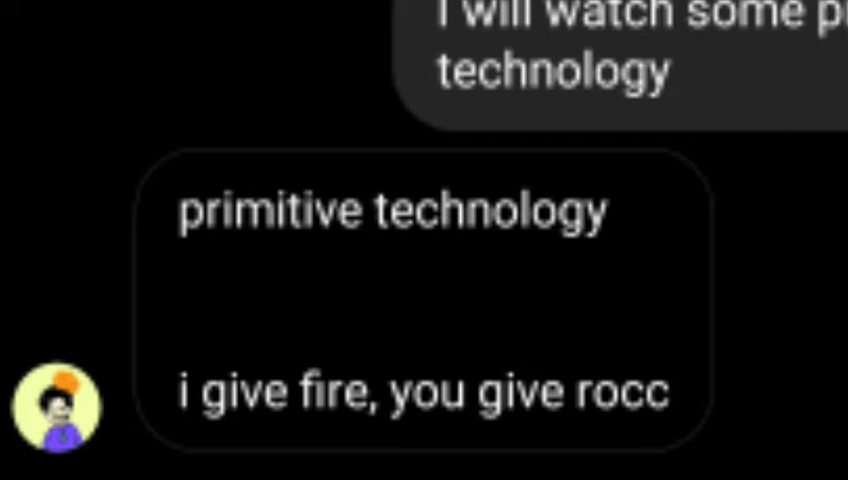 I will watch some
technology
primitive technology
i give fire, you give rocc